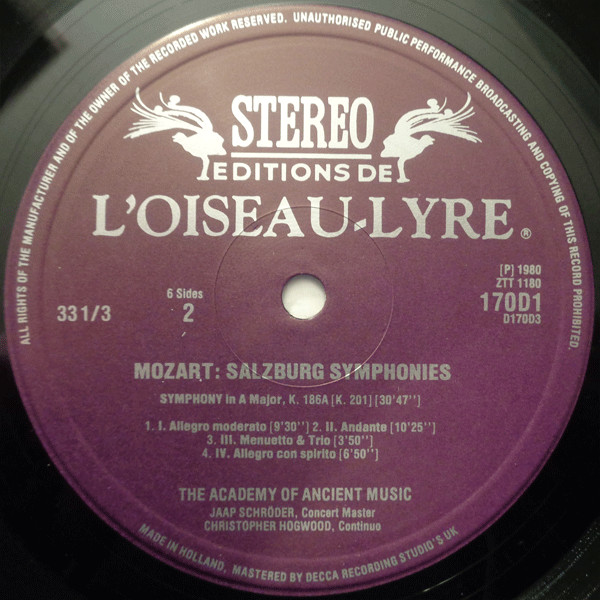 ALL RIGHTS OF THE MANUFACTURER AND OF THE OWNER OF THE RECORDED WORK RESERVED. UNAUTHORISED PUBLIC PERFORMANCE BROADCASTING AND COPYING OF THIS RECORD PROHIBITED.
STEREO
EDITIONS DE
L'OISEAU-LYRE ®
[P] 1980
ZTT 1180
6 Sides
33 1/3 2 170D1
D170D3
MOZART: SALZBURG SYMPHONIES
SYMPHONY in A Major, K. 186A [K. 201] [30'47'']
1. I. Allegro moderato [9'30''] 2. II. Andante [10'25'']
3. III. Menuetto & Trio [3'50'']
4. IV. Allegro con spirito [6'50'']
THE ACADEMY OF ANCIENT MUSIC
JAAP SCHRÖDER, Concert Master
CHRISTOPHER HOGWOOD, Continuo
MADE IN HOLLAND, MASTERED BY DECCA RECORDING STUDIO'S UK